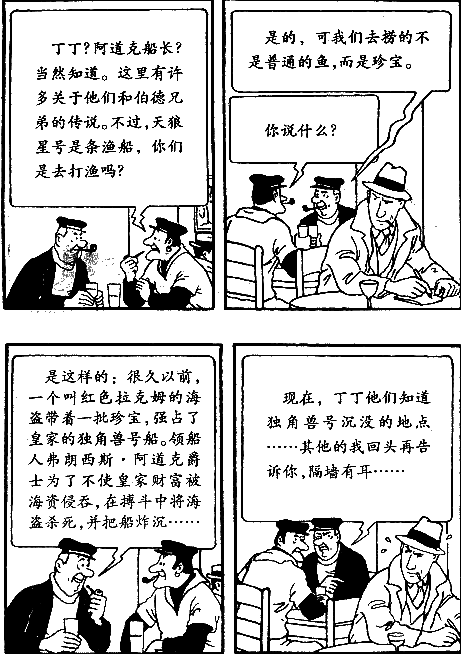 丁丁？阿道克船长？
当然知道。这里有许
多关于他们和伯德兄
弟的传说。不过，天狼
星号是条渔船，你们
是去打渔吗？
是的，可我们去捞的不
是普通的鱼，而是珍宝。
你说什么？
是这样的：很久以前，
一个叫红色拉克姆的海
盗带着一批珍宝，强占了
皇家的独角兽号船。领船
人弗朗西斯·阿道克爵
士为了不使皇家财富被
海资侵吞，在搏斗中将海
盗杀死，并把船炸沉……
现在，丁丁他们知道
独角兽号沉没的地点
……其他的我回头再告
诉你，隔墙有耳……